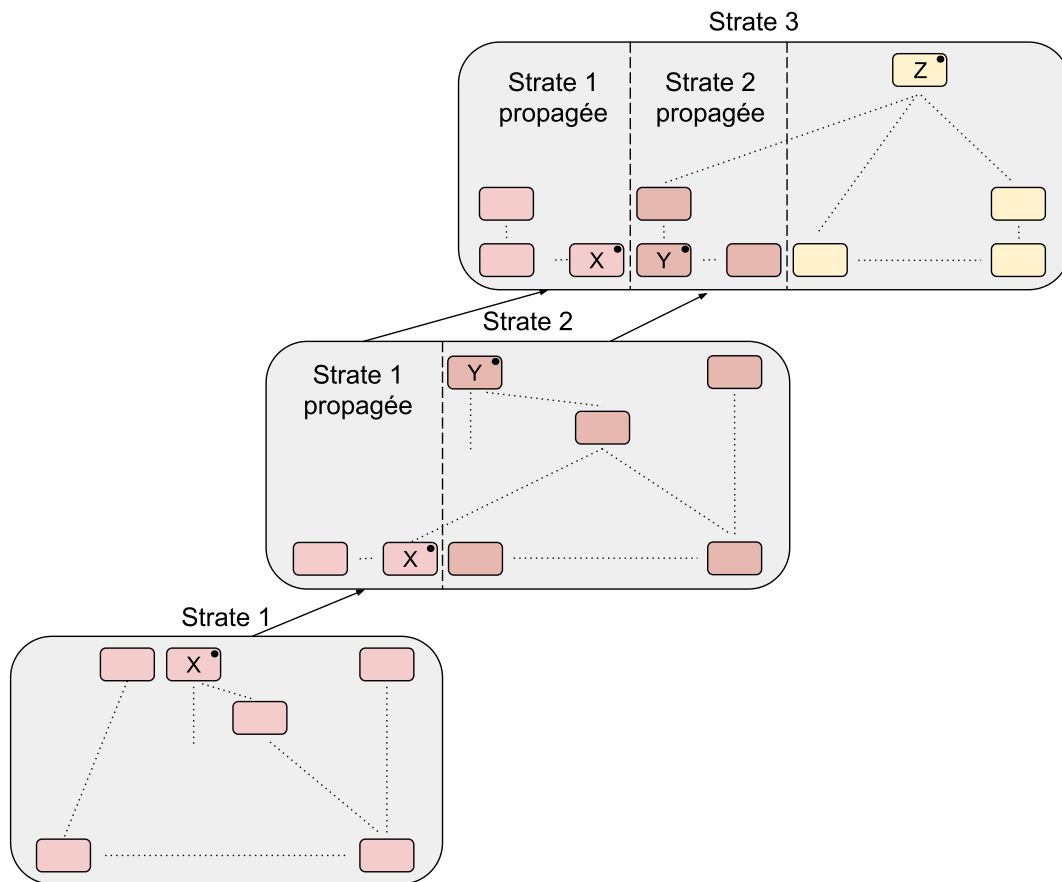 Strate 3
Strate 1
propagée
Strate 2
propagée
Z
X
Y
Strate 2
Strate 1
propagée
Y
X
Strate 1
X